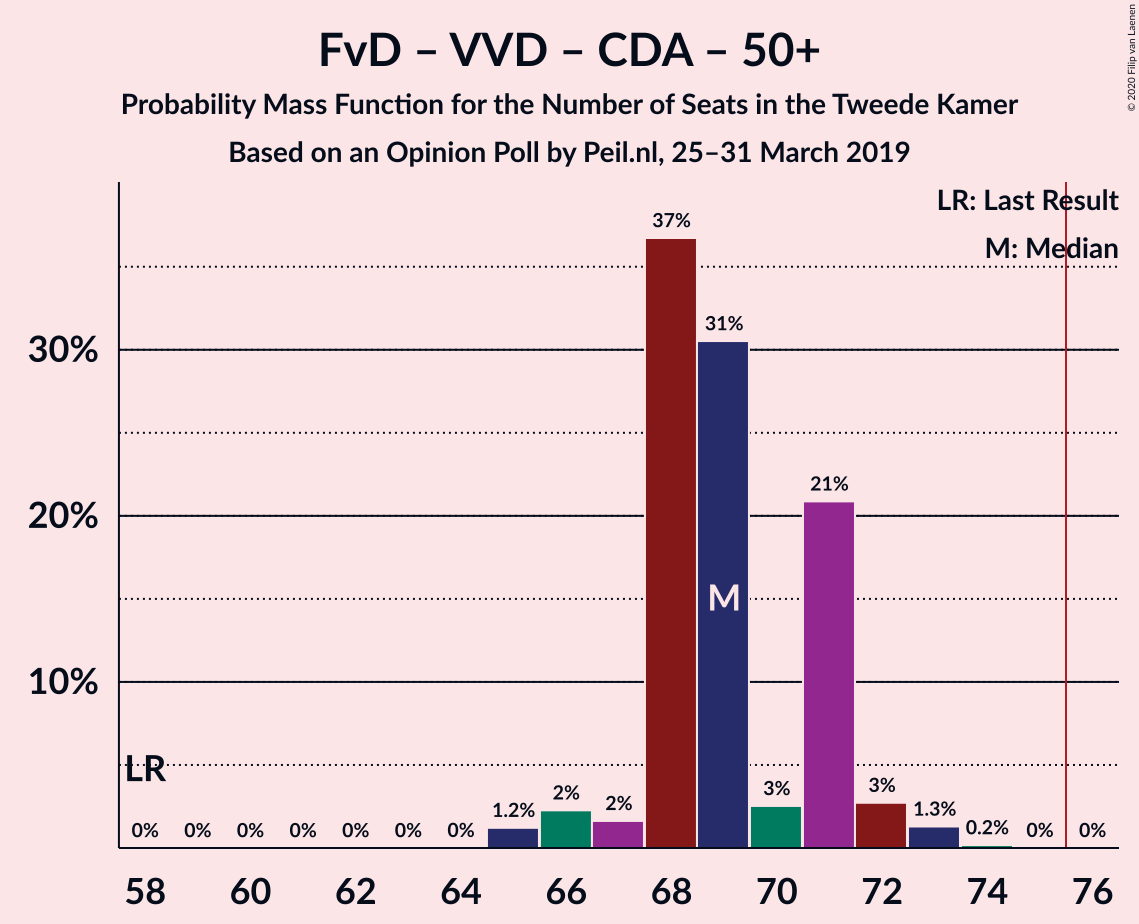 FvD – VVD – CDA – 50+
Probability Mass Function for the Number of Seats in the Tweede Kamer
Based on an Opinion Poll by Peil.nl, 25–31 March 2019
© 2020 Filip van Laenen
LR: Last Result
M: Median
37%
31%
30%
21%
20%
M
10%
LR
0% 0% 0% 0% 0% 0% 0% 1.2% 2% 2% 3% 3% 1.3% 0.2% 0% 0%
58 60 62 64 66 68 70 72 74 76